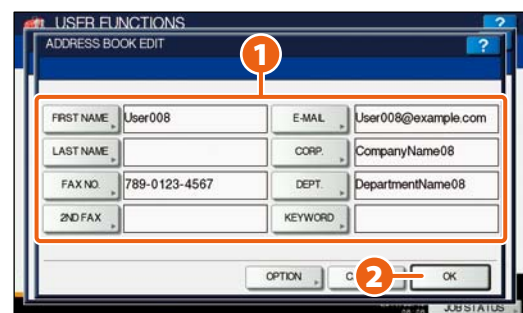 USER FUNCTIONS ?
ADDRESS BOOK EDIT ?
1
FIRST NAME User008 E-MAIL User008@example.com
LAST NAME CORP. CompanyName08
FAX NO. 789-0123-4567 DEPT. DepartmentName08
2ND FAX KEYWORD
OPTION C 2 OK
JOB STATUS